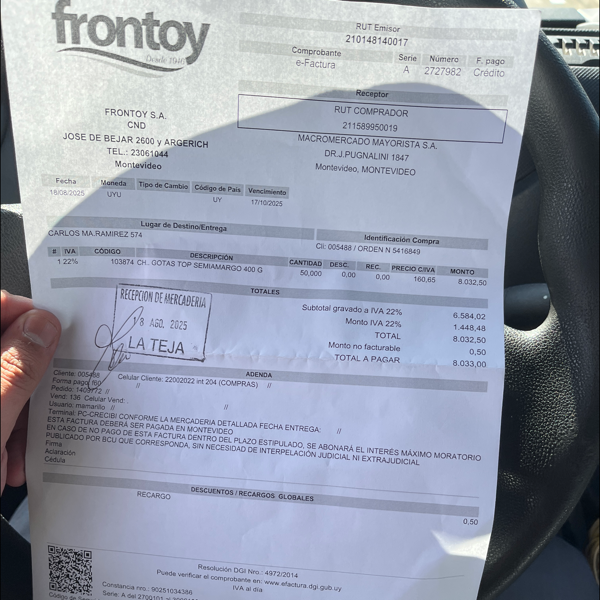 frontoy
Desde 1946
RUT Emisor
210148140017
Comprobante Serie Número F. pago
e-Factura A 2727982 Crédito
Receptor
RUT COMPRADOR
211589950019
FRONTOY S.A.
CND
JOSE DE BEJAR 2600 y ARGERICH
TEL.: 23061044
Montevideo
MACROMERCADO MAYORISTA S.A.
DR.J.PUGNALINI 1847
Montevideo, MONTEVIDEO
Fecha Moneda Tipo de Cambio Código de País Vencimiento
18/08/2025 UYU UY 17/10/2025
Lugar de Destino/Entrega Identificación Compra
CARLOS MA.RAMIREZ 574 CII: 005488 / ORDEN N 5416849
# IVA CÓDIGO DESCRIPCIÓN CANTIDAD DESC. REC. PRECIO C/IVA MONTO
1 22% 103874 CH.. GOTAS TOP SEMIAMARGO 400 G 50,000 0,00 0,00 160,65 8.032,50
TOTALES
RECEPCION DE MERCADERIA
18 AGO. 2025
LA TEJA
Subtotal gravado a IVA 22% 6.584,02
Monto IVA 22% 1.448,48
TOTAL 8.032,50
Monto no facturable 0,50
TOTAL A PAGAR 8.033,00
ADENDA
Cliente: 005488 Celular Cliente: 22002022 int 204 (COMPRAS) //
Forma pago: f60 //
Pedido: 1409772 //
Vend: 136 Celular Vend: //
Usuario: mamarillo //
Terminal: PC-CRECIBI CONFORME LA MERCADERIA DETALLADA FECHA ENTREGA: //
ESTA FACTURA DEBERÁ SER PAGADA EN MONTEVIDEO
EN CASO DE NO PAGO DE ESTA FACTURA DENTRO DEL PLAZO ESTIPULADO, SE ABONARÁ EL INTERÉS MÁXIMO MORATORIO
PUBLICADO POR BCU QUE CORRESPONDA, SIN NECESIDAD DE INTERPELACIÓN JUDICIAL NI EXTRAJUDICIAL
Firma
Aclaración
Cédula
DESCUENTOS / RECARGOS GLOBALES
RECARGO 0,50
Resolución DGI Nro.: 4972/2014
Puede verificar el comprobante en: www.efactura.dgi.gub.uy
IVA al día
Constancia nro.: 90251034386
Código de Seg